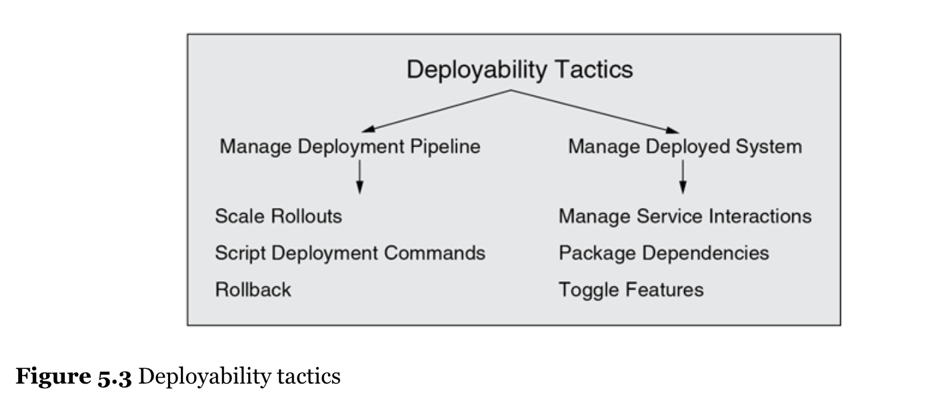 Deployability Tactics
Manage Deployment Pipeline
Manage Deployed System
Scale Rollouts
Manage Service Interactions
Script Deployment Commands
Package Dependencies
Rollback
Toggle Features
Figure 5.3 Deployability tactics